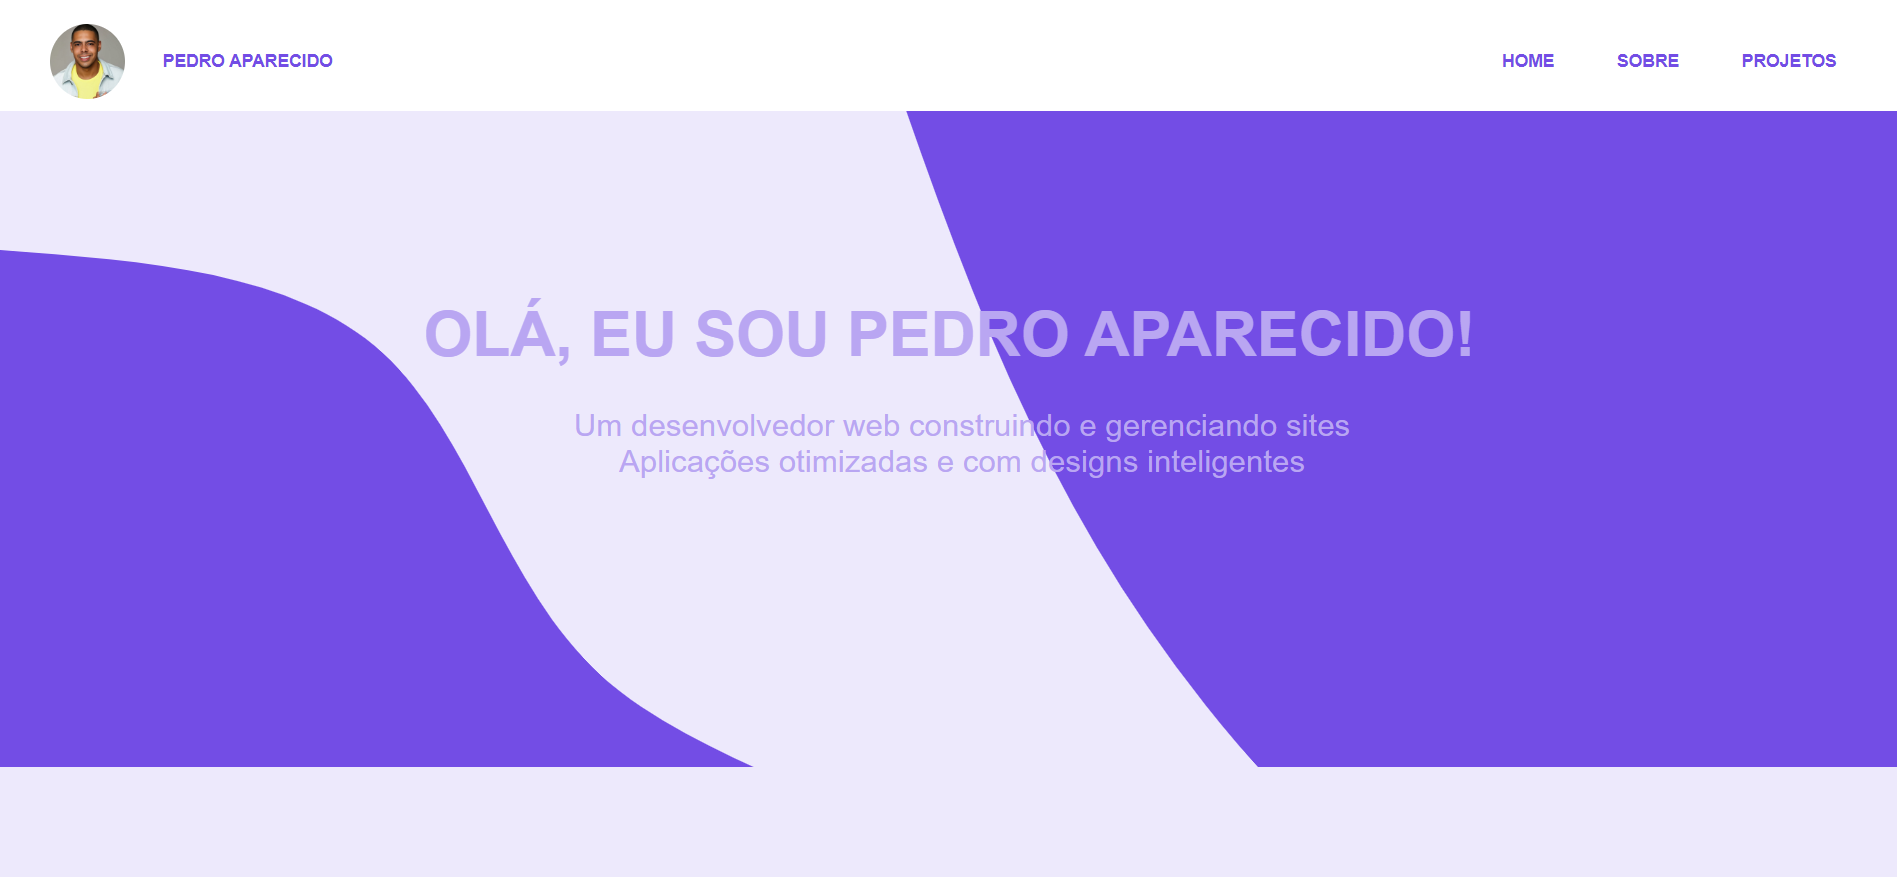 PEDRO APARECIDO
HOME SOBRE PROJETOS
OLÁ, EU SOU PEDRO APARECIDO!
Um desenvolvedor web construindo e gerenciando sites
Aplicações otimizadas e com designs inteligentes